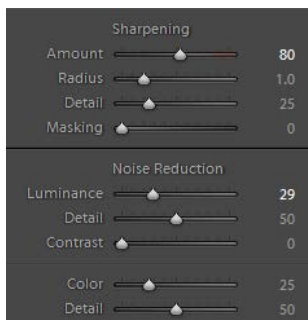 Sharpening
Amount 80
Radius 1.0
Detail 25
Masking 0
Noise Reduction
Luminance 29
Detail 50
Contrast 0
Color 25
Detail 50